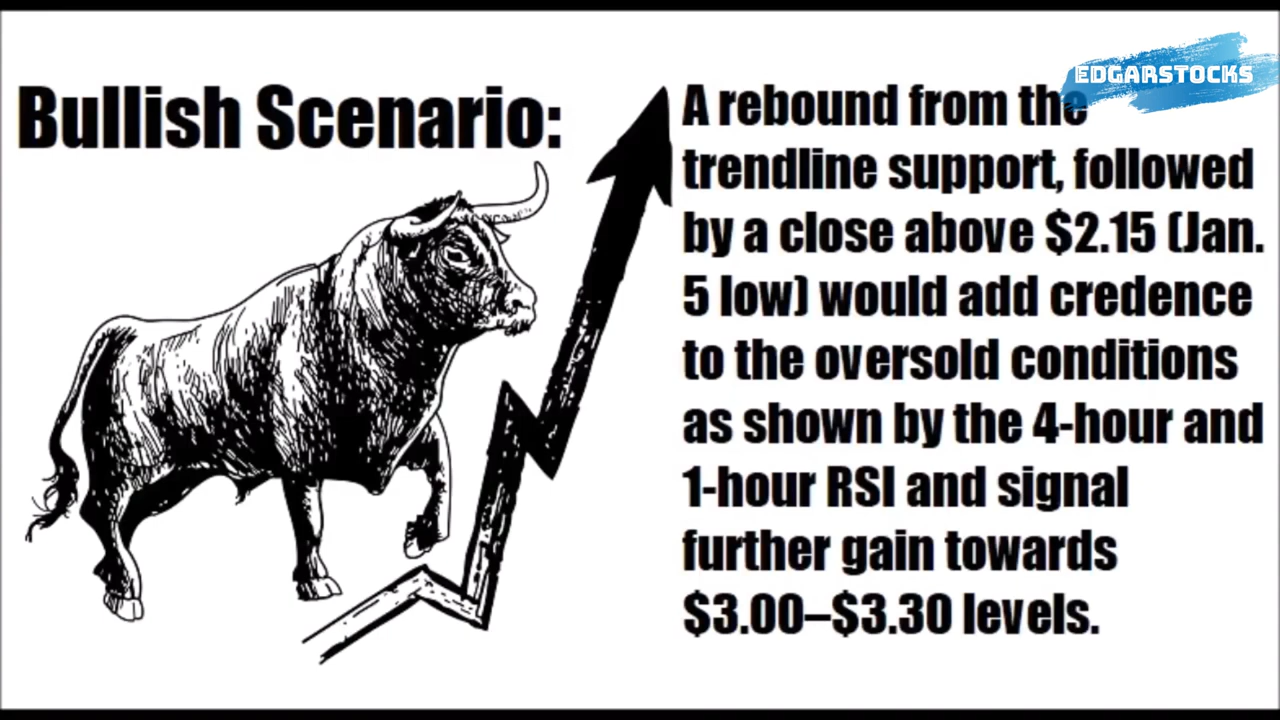 EDGARSTOCKS
Bullish Scenario:
A rebound from the
trendline support, followed
by a close above $2.15 (Jan.
5 low) would add credence
to the oversold conditions
as shown by the 4-hour and
1-hour RSI and signal
further gain towards
$3.00–$3.30 levels.